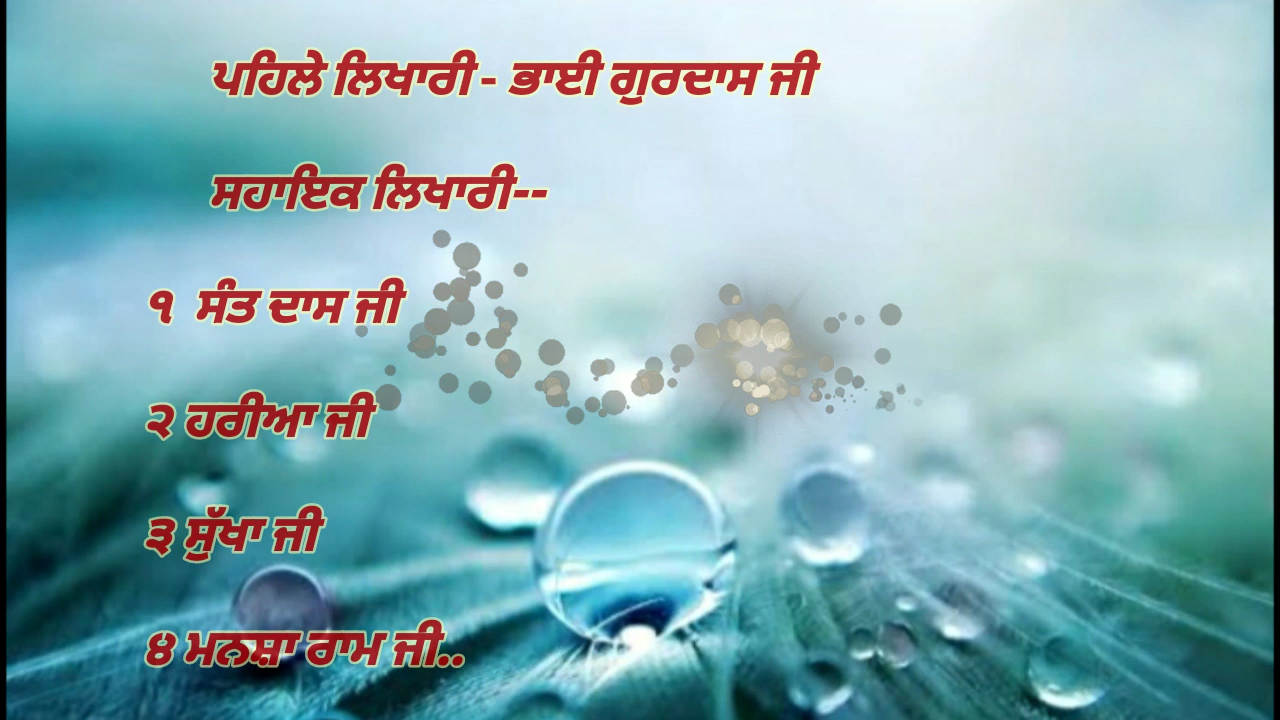 ਪਹਿਲੇ ਲਿਖਾਰੀ - ਭਾਈ ਗੁਰਦਾਸ ਜੀ
ਸਹਾਇਕ ਲਿਖਾਰੀ--
੧ ਸੰਤ ਦਾਸ ਜੀ
੨ ਹਰੀਆ ਜੀ
੩ ਸੁੱਖਾ ਜੀ
੪ ਮਨਸ਼ਾ ਰਾਮ ਜੀ..